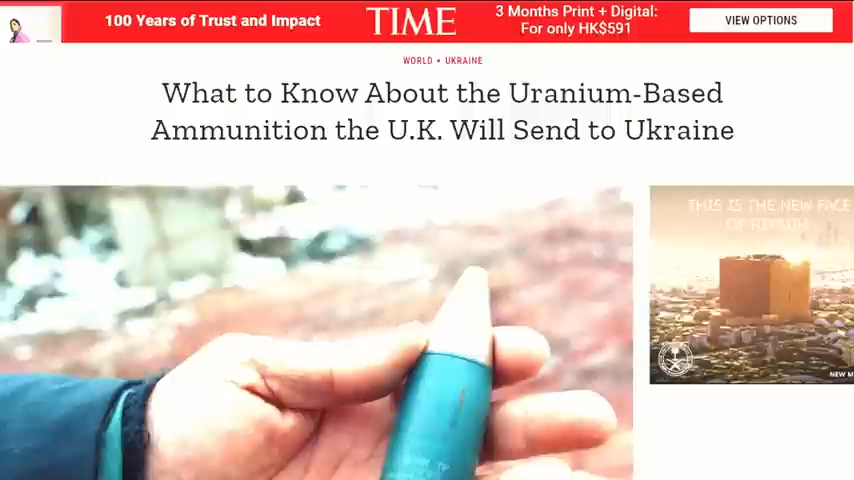 100 Years of Trust and Impact
TIME
3 Months Print + Digital:
For only HK$591
VIEW OPTIONS
WORLD • UKRAINE
What to Know About the Uranium-Based
Ammunition the U.K. Will Send to Ukraine
THIS IS THE NEW FACE
OF RIYADH
NEW M